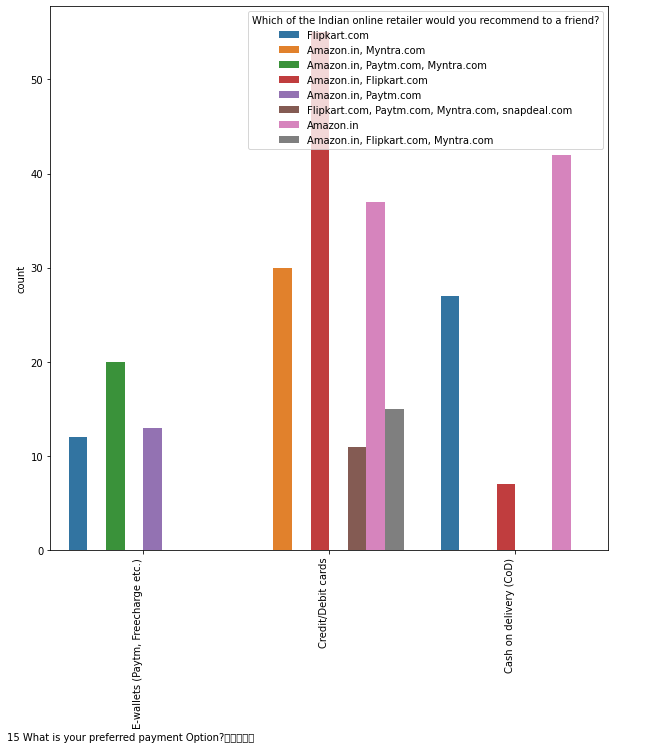 Which of the Indian online retailer would you recommend to a friend?
Flipkart.com
Amazon.in, Myntra.com
Amazon.in, Paytm.com, Myntra.com
Amazon.in, Flipkart.com
Amazon.in, Paytm.com
Flipkart.com, Paytm.com, Myntra.com, snapdeal.com
Amazon.in
Amazon.in, Flipkart.com, Myntra.com
50
40
30
20
10
0
count
E-wallets (Paytm, Freecharge etc.)
Credit/Debit cards
Cash on delivery (CoD)
15 What is your preferred payment Option?